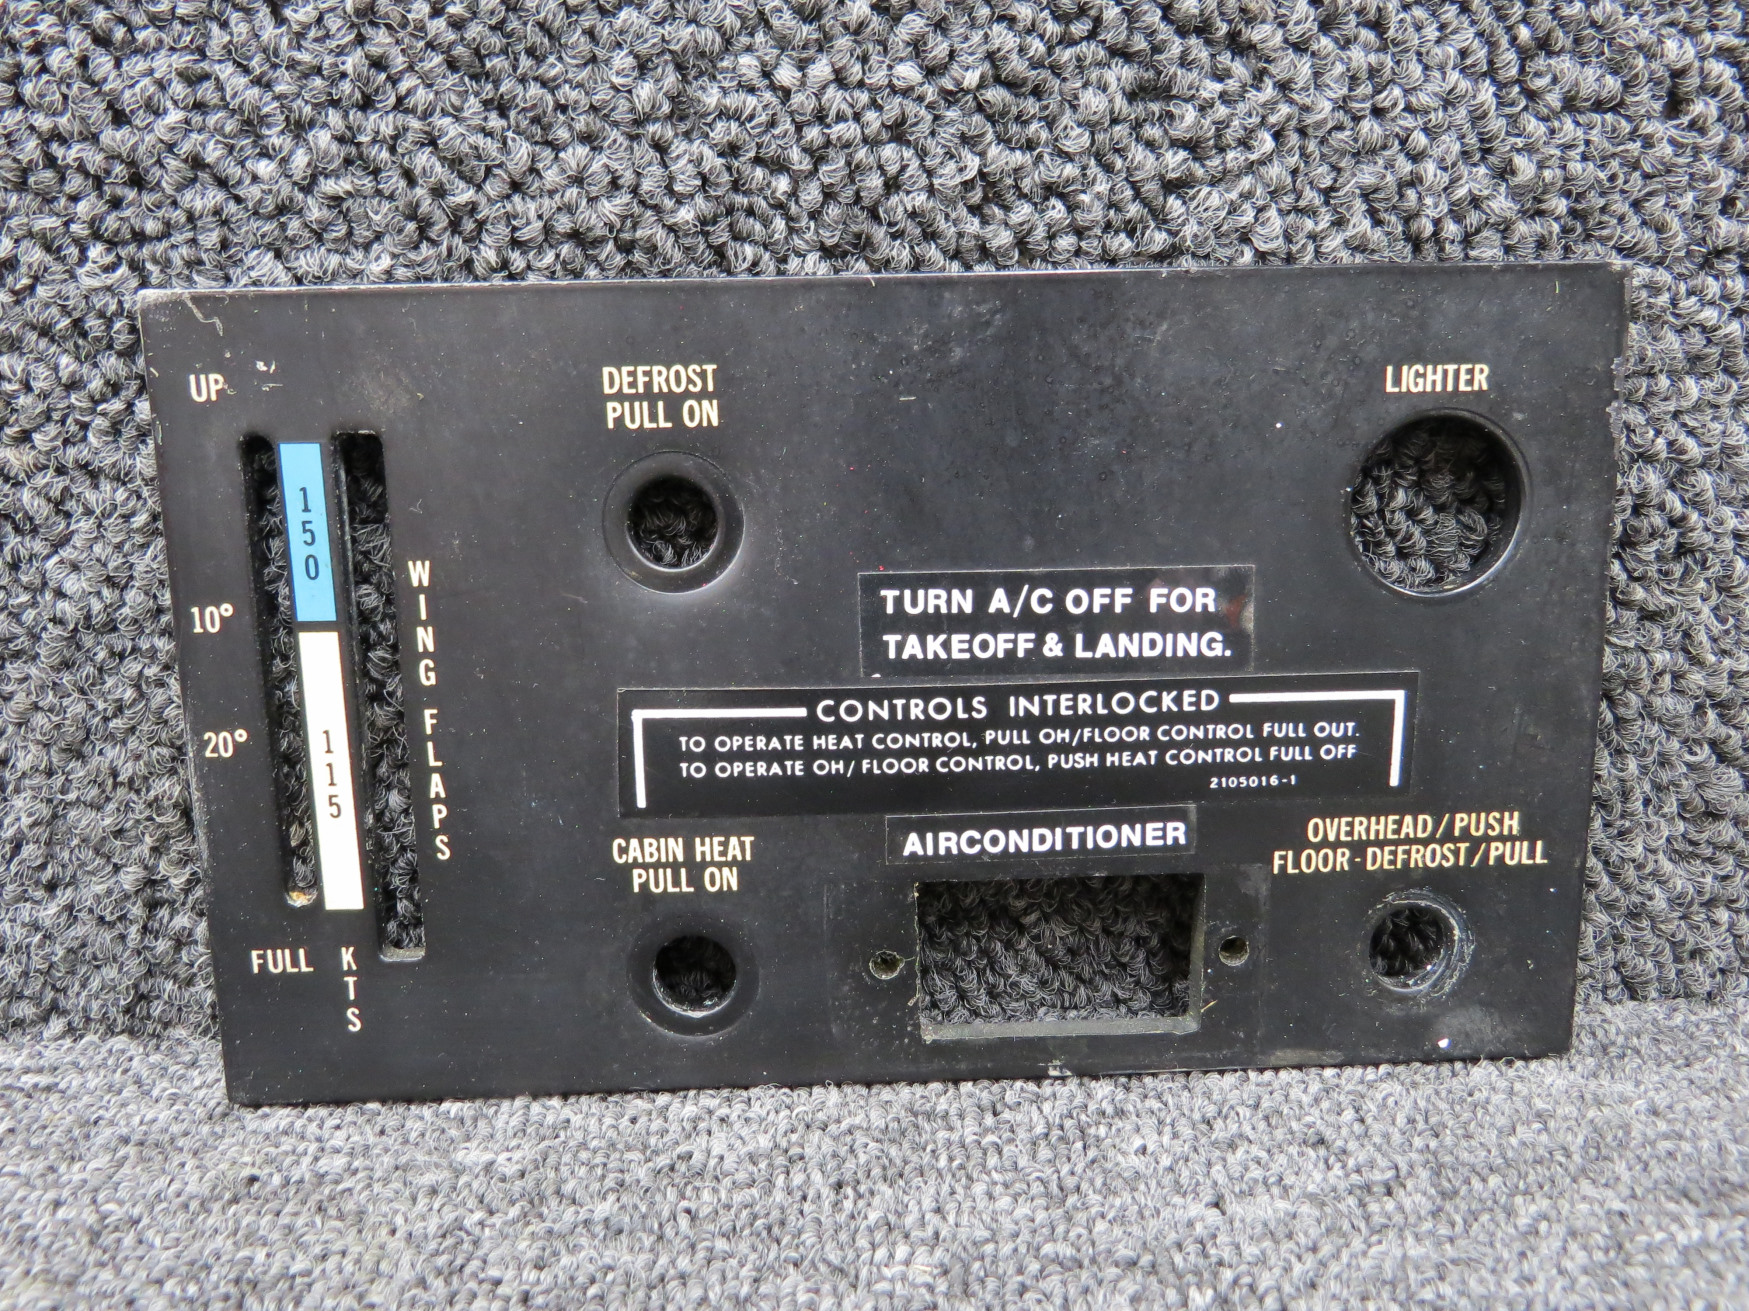 UP
10°
20°
FULL
150
115
KTS
WING FLAPS
DEFROST
PULL ON
LIGHTER
TURN A/C OFF FOR
TAKEOFF & LANDING.
CONTROLS INTERLOCKED
TO OPERATE HEAT CONTROL, PULL OH/FLOOR CONTROL FULL OUT.
TO OPERATE OH/ FLOOR CONTROL, PUSH HEAT CONTROL FULL OFF
2105016-1
CABIN HEAT
PULL ON
AIRCONDITIONER
OVERHEAD/PUSH
FLOOR-DEFROST/PULL